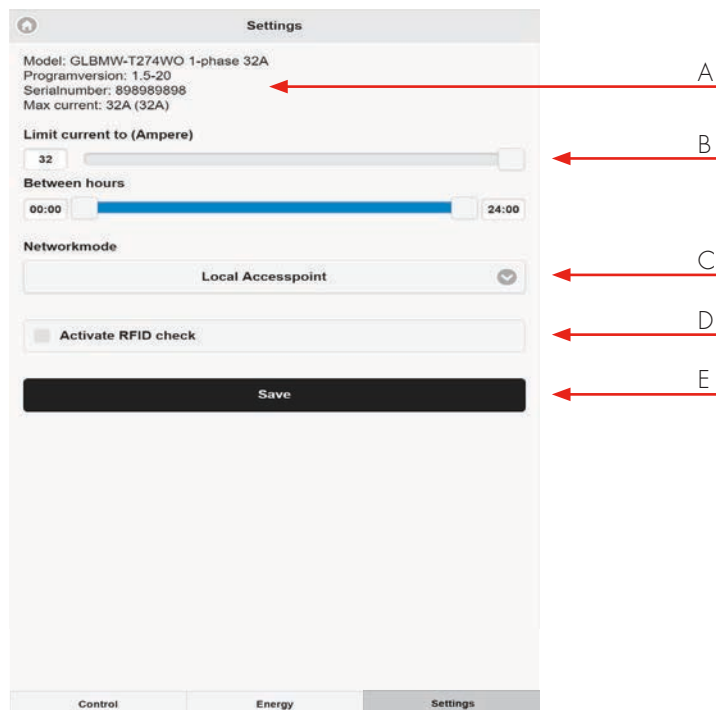 Settings
Model: GLBMW-T274WO 1-phase 32A
Programversion: 1.5-20
Serialnumber: 898989898
Max current: 32A (32A)
A
Limit current to (Ampere)
32
B
Between hours
00:00 24:00
Networkmode
Local Accesspoint
C
Activate RFID check
D
Save
E
Control Energy Settings